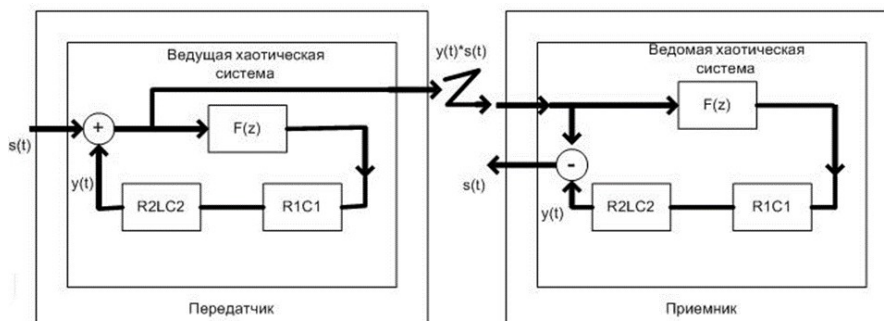 Ведущая хаотическая
система
s(t)
+
F(z)
y(t)
R2LC2
R1C1
Передатчик
y(t)*s(t)
Ведомая хаотическая
система
F(z)
-
s(t)
y(t)
R2LC2
R1C1
Приемник